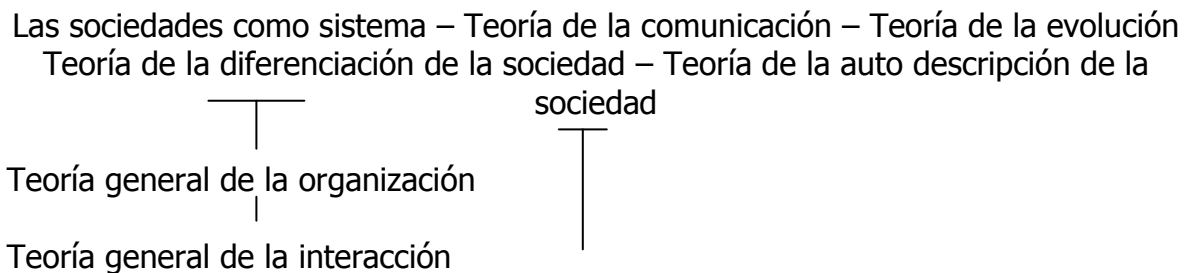 Las sociedades como sistema – Teoría de la comunicación – Teoría de la evolución
Teoría de la diferenciación de la sociedad – Teoría de la auto descripción de la
sociedad
Teoría general de la organización
Teoría general de la interacción